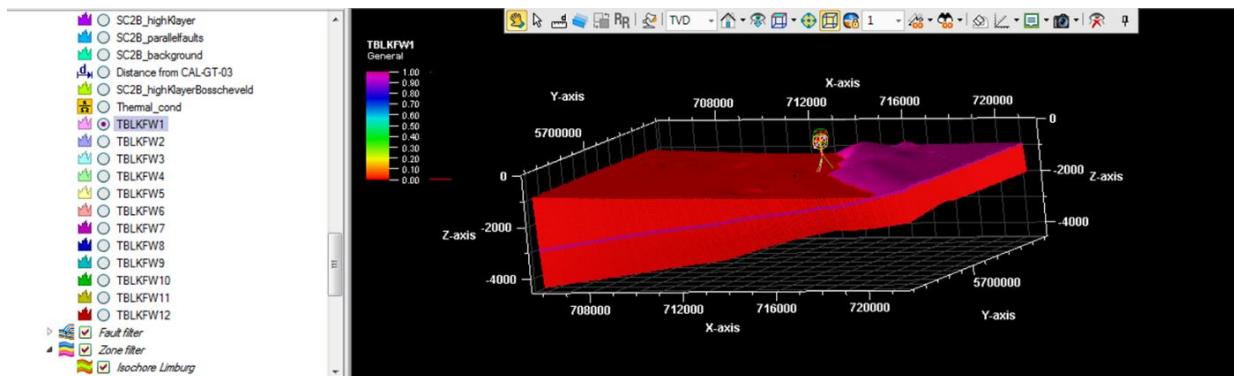 SC2B_highKlayer
SC2B_parallelfaults
SC2B_background
Distance from CAL-GT-03
SC2B_highKlayerBosscheveld
Thermal_cond
TBLKFW1
TBLKFW2
TBLKFW3
TBLKFW4
TBLKFW5
TBLKFW6
TBLKFW7
TBLKFW8
TBLKFW9
TBLKFW10
TBLKFW11
TBLKFW12
Fault filter
Zone filter
Isochore Limburg
RR TVD 1
TBLKFW1
General
1.00
0.90
0.80
0.70
0.60
0.50
0.40
0.30
0.20
0.10
0.00
X-axis
Y-axis
708000 712000 716000 720000
5700000
0
-2000
-4000
Z-axis
0
-2000
-4000
Z-axis
708000 712000 716000 720000
X-axis
5700000
Y-axis